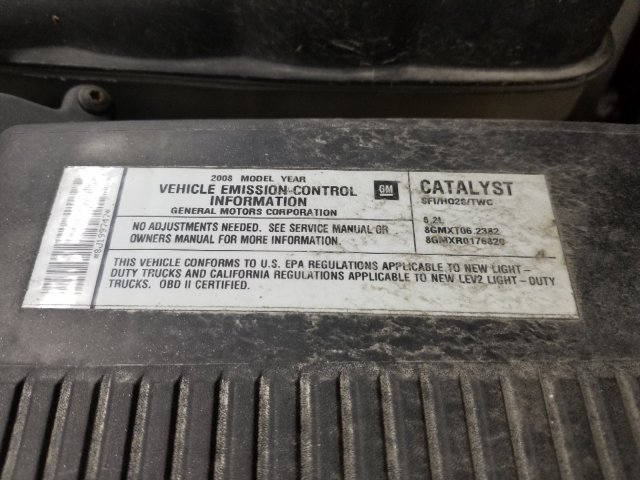 2008 MODEL YEAR
VEHICLE EMISSION CONTROL
INFORMATION
GENERAL MOTORS CORPORATION
GM
CATALYST
SFI/HO2S/TWC
NO ADJUSTMENTS NEEDED. SEE SERVICE MANUAL OR
OWNERS MANUAL FOR MORE INFORMATION.
6.2L
8GMXT06.2382
8GMXR0176820
THIS VEHICLE CONFORMS TO U.S. EPA REGULATIONS APPLICABLE TO NEW LIGHT-
DUTY TRUCKS AND CALIFORNIA REGULATIONS APPLICABLE TO NEW LEV2 LIGHT-DUTY
TRUCKS. OBD II CERTIFIED.